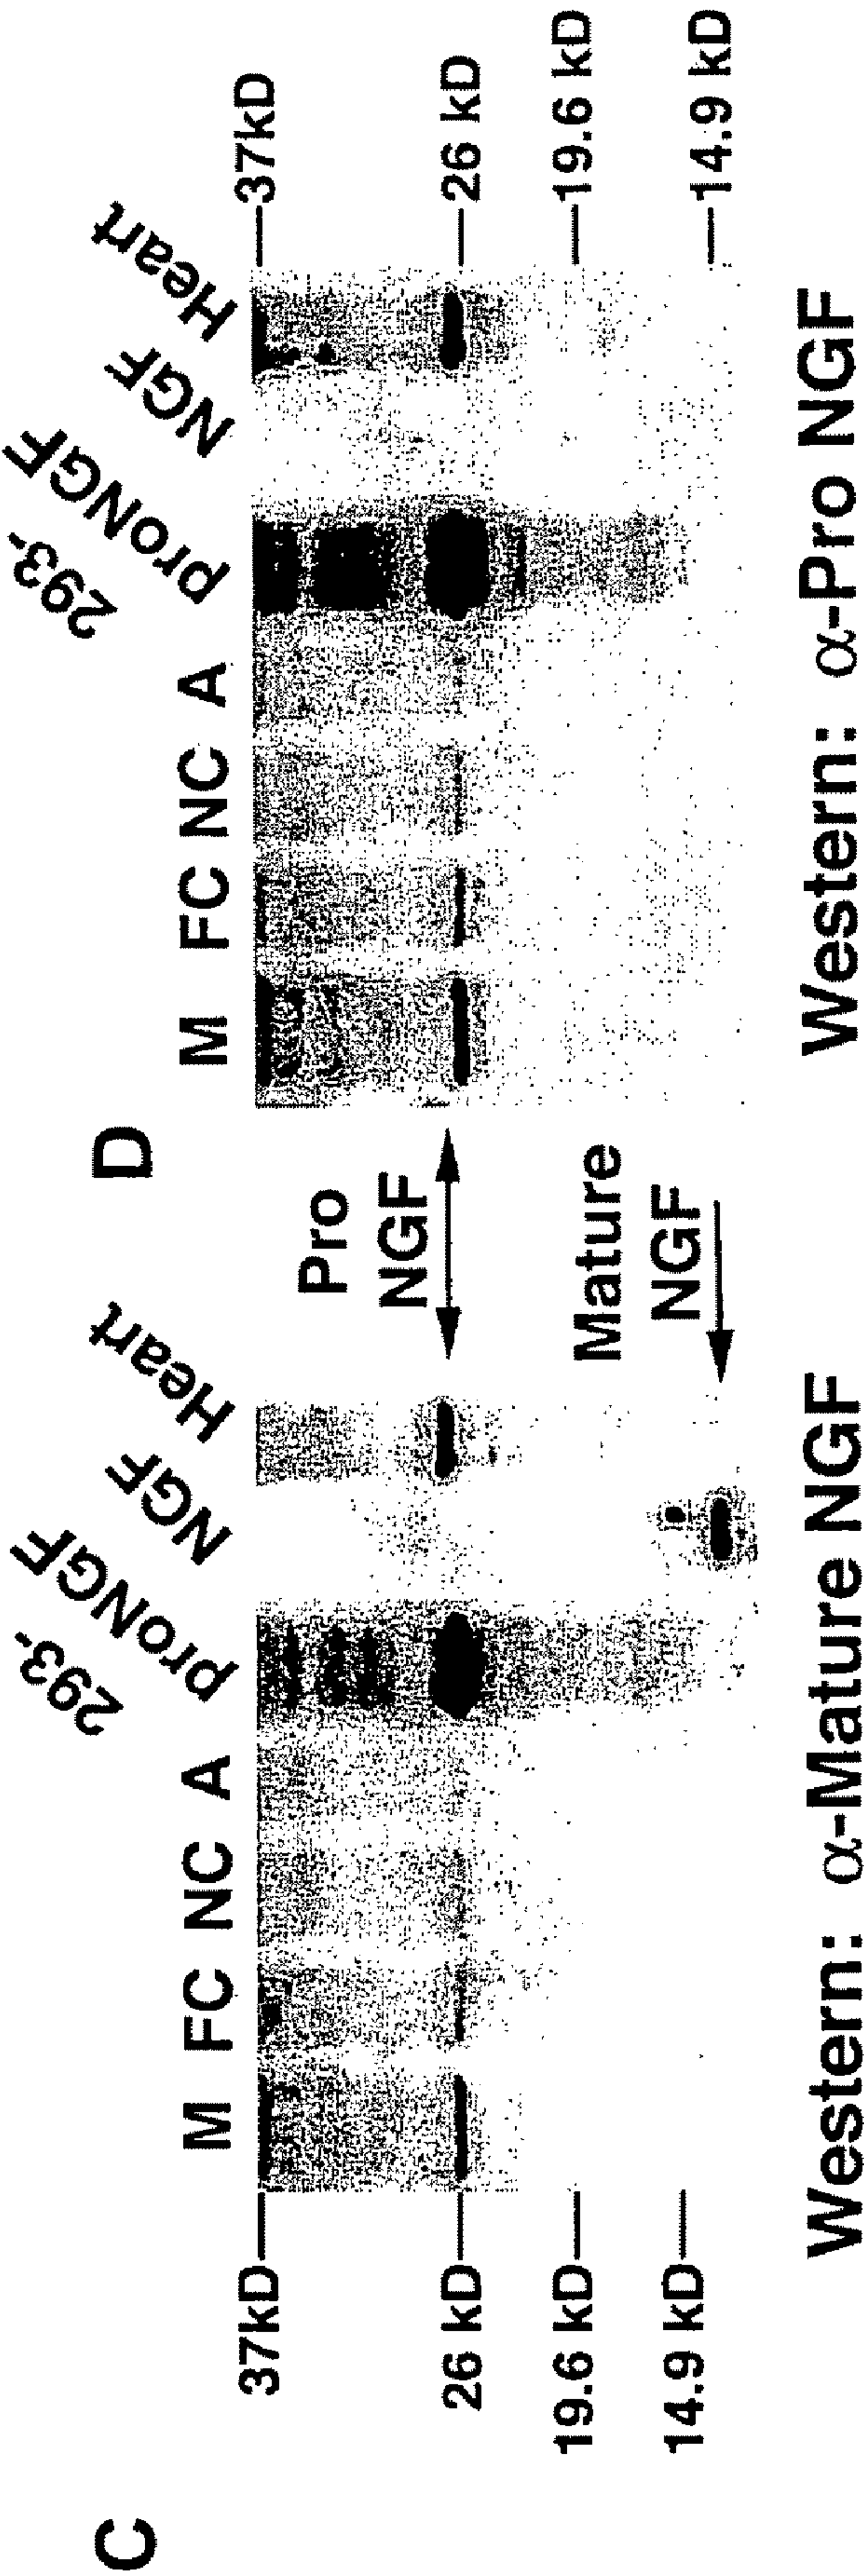 C
M FC NC A 293-
proNGF NGF Heart
37kD
26 kD
19.6 kD
14.9 kD
Western: α-Mature NGF
Pro
NGF
Mature
NGF
D
M FC NC A 293-
proNGF NGF Heart
37kD
26 kD
19.6 kD
14.9 kD
Western: α-Pro NGF